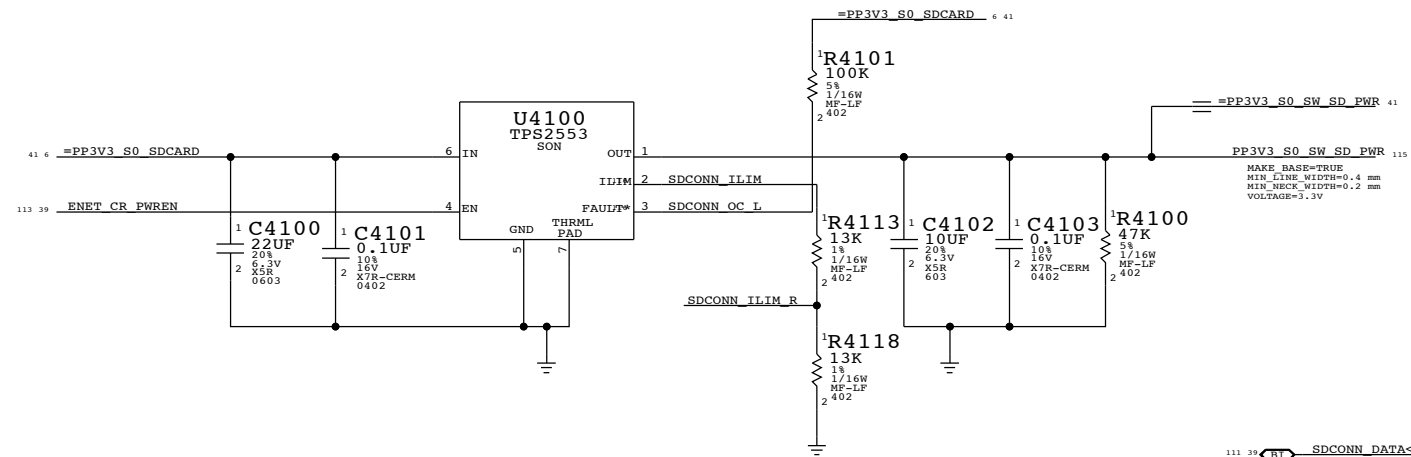 =PP3V3_S0_SDCARD 6 41
1 R4101
100K
5%
1/16W
MF-LF
2 402
U4100
TPS2553
SON
=PP3V3_S0_SW_SD_PWR 41
41 6 =PP3V3_S0_SDCARD
6 IN
OUT 1
PP3V3_S0_SW_SD_PWR 115
MAKE_BASE=TRUE
MIN_LINE_WIDTH=0.4 mm
MIN_NECK_WIDTH=0.2 mm
VOLTAGE=3.3V
ILIM 2 SDCONN_ILIM
113 39 ENET_CR_PWREN
4 EN
FAULT* 3 SDCONN_OC_L
GND
THRML
PAD
5
7
1 C4100
22UF
20%
6.3V
2 X5R
0603
1 C4101
0.1UF
10%
16V
2 X7R-CERM
0402
1 R4113
13K
1%
1/16W
MF-LF
2 402
1 C4102
10UF
20%
6.3V
2 X5R
603
1 C4103
0.1UF
10%
16V
2 X7R-CERM
0402
1 R4100
47K
5%
1/16W
MF-LF
2 402
SDCONN_ILIM_R
1 R4118
13K
1%
1/16W
MF-LF
2 402
111 39 BI SDCONN_DATA<